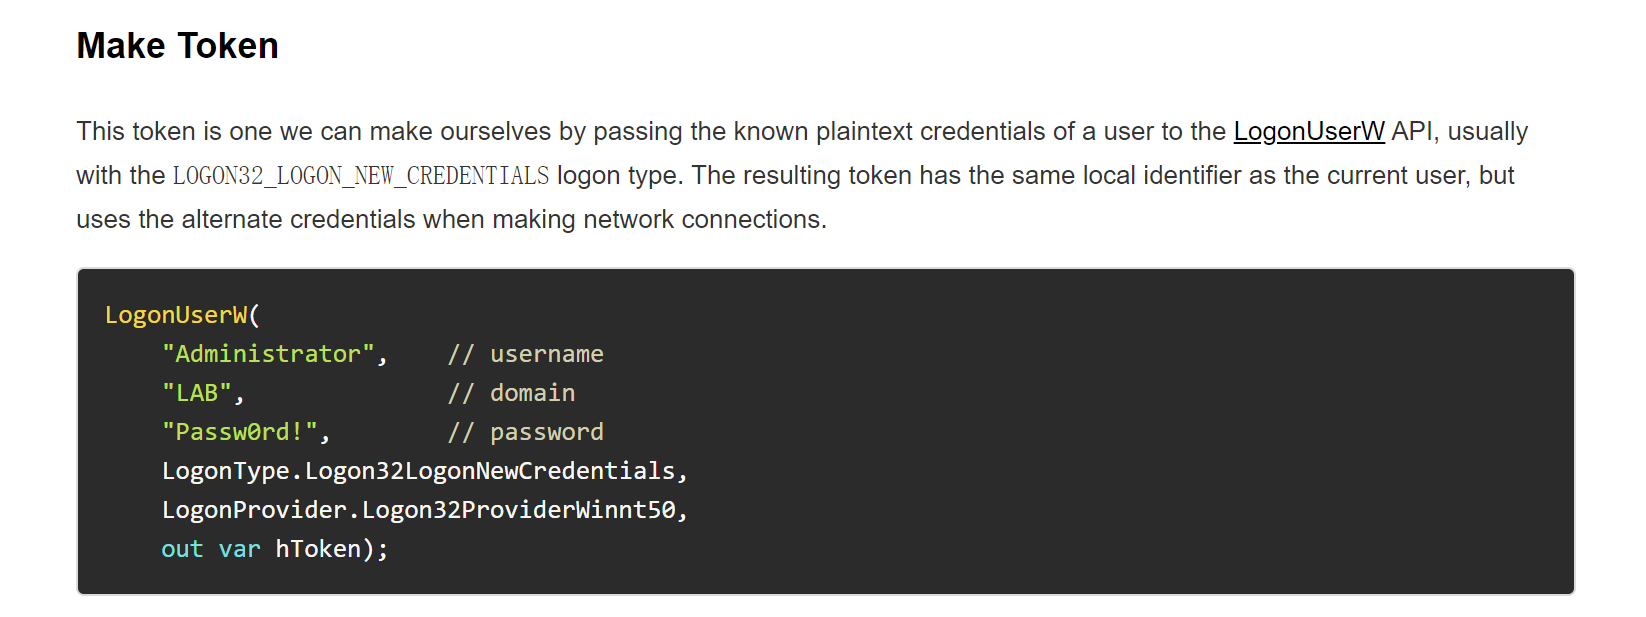 Make Token
This token is one we can make ourselves by passing the known plaintext credentials of a user to the LogonUserW API, usually
with the LOGON32_LOGON_NEW_CREDENTIALS logon type. The resulting token has the same local identifier as the current user, but
uses the alternate credentials when making network connections.
LogonUserW(
    "Administrator",    // username
    "LAB",              // domain
    "Passw0rd!",        // password
    LogonType.Logon32LogonNewCredentials,
    LogonProvider.Logon32ProviderWinnt50,
    out var hToken);